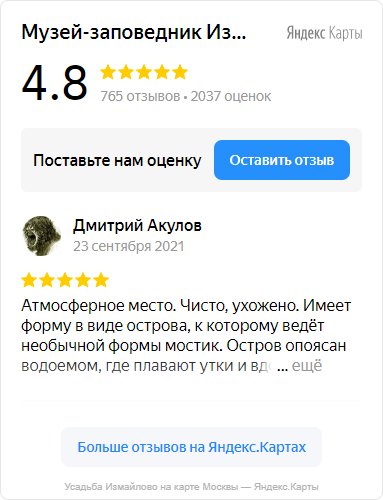 Музей-заповедник Из...
Яндекс Карты
4.8
765 отзывов • 2037 оценок
Поставьте нам оценку
Оставить отзыв
Дмитрий Акулов
23 сентября 2021
Атмосферное место. Чисто, ухожено. Имеет
форму в виде острова, к которому ведёт
необычной формы мостик. Остров опоясан
водоемом, где плавают утки и вдо ... ещё
Больше отзывов на Яндекс.Картах
Усадьба Измайлово на карте Москвы — Яндекс.Карты